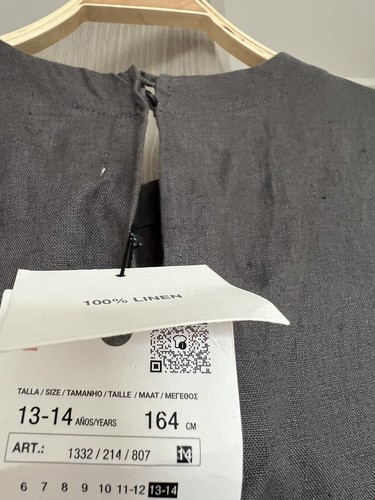 100% LINEN
TALLA / SIZE / TAMANHO / TAILLE / MAAT / ΜΕΓΕΘΟΣ
13-14 AÑOS/YEARS 164 CM
ART.: 1332 / 214 / 807 14
6 7 8 9 10 11-12 13-14